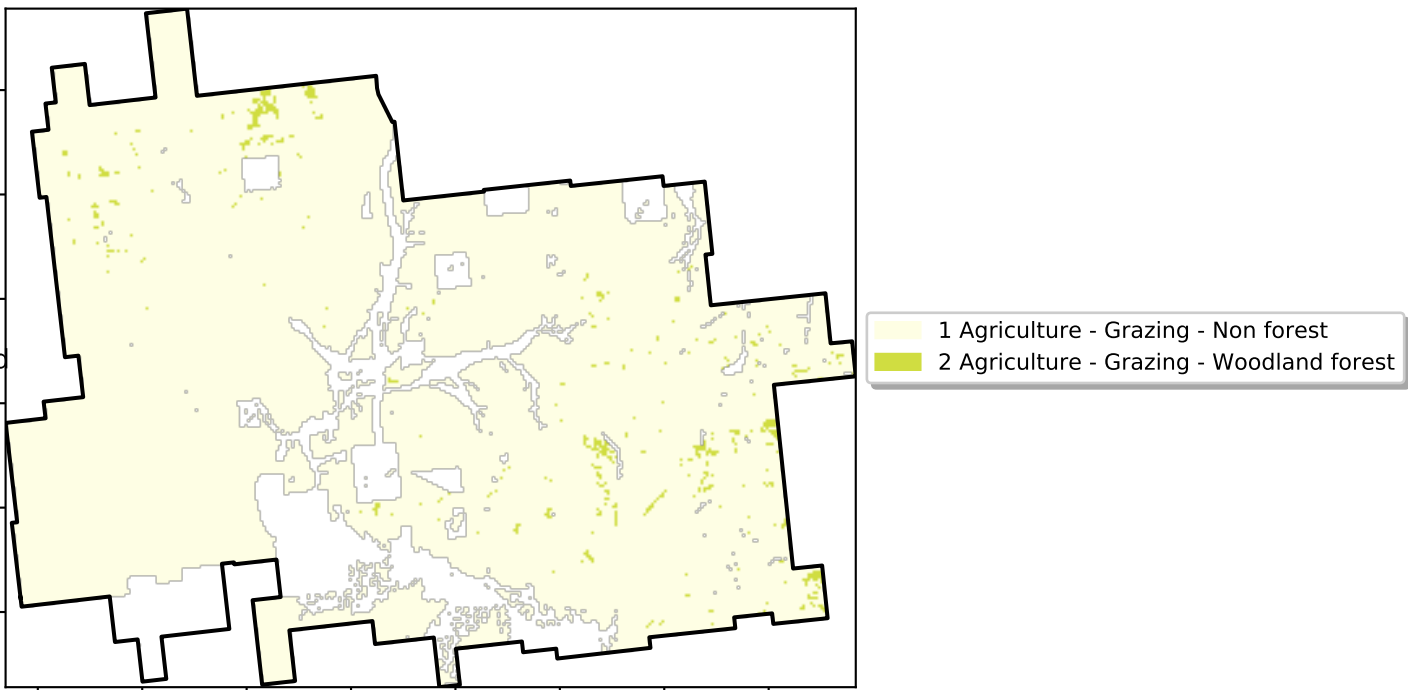 1 Agriculture - Grazing - Non forest
2 Agriculture - Grazing - Woodland forest